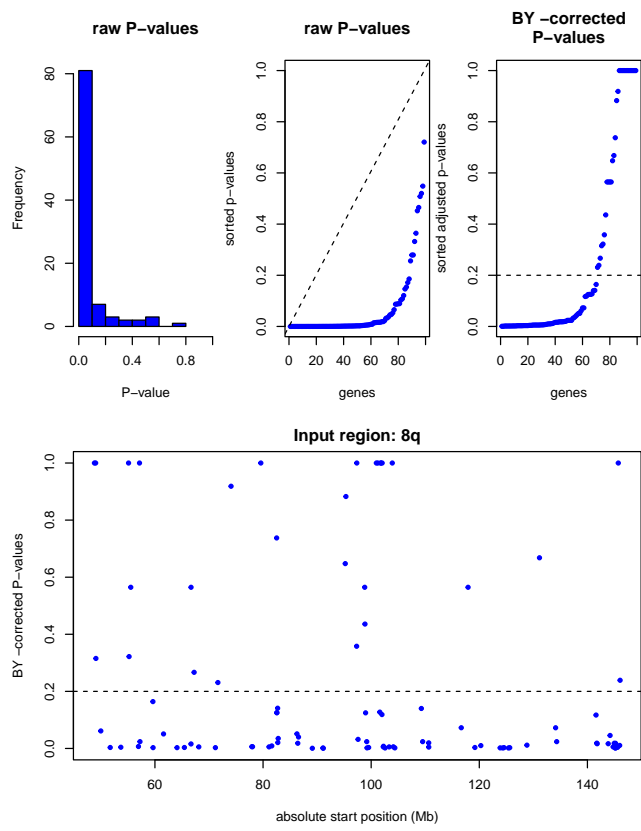 raw P−values
Frequency
0 20 40 60 80
0.0 0.4 0.8
P−value
raw P−values
sorted p−values
0.0 0.2 0.4 0.6 0.8 1.0
0 20 40 60 80
genes
BY −corrected
P−values
sorted adjusted p−values
0.0 0.2 0.4 0.6 0.8 1.0
0 20 40 60 80
genes
Input region: 8q
BY −corrected P−values
0.0 0.2 0.4 0.6 0.8 1.0
60 80 100 120 140
absolute start position (Mb)